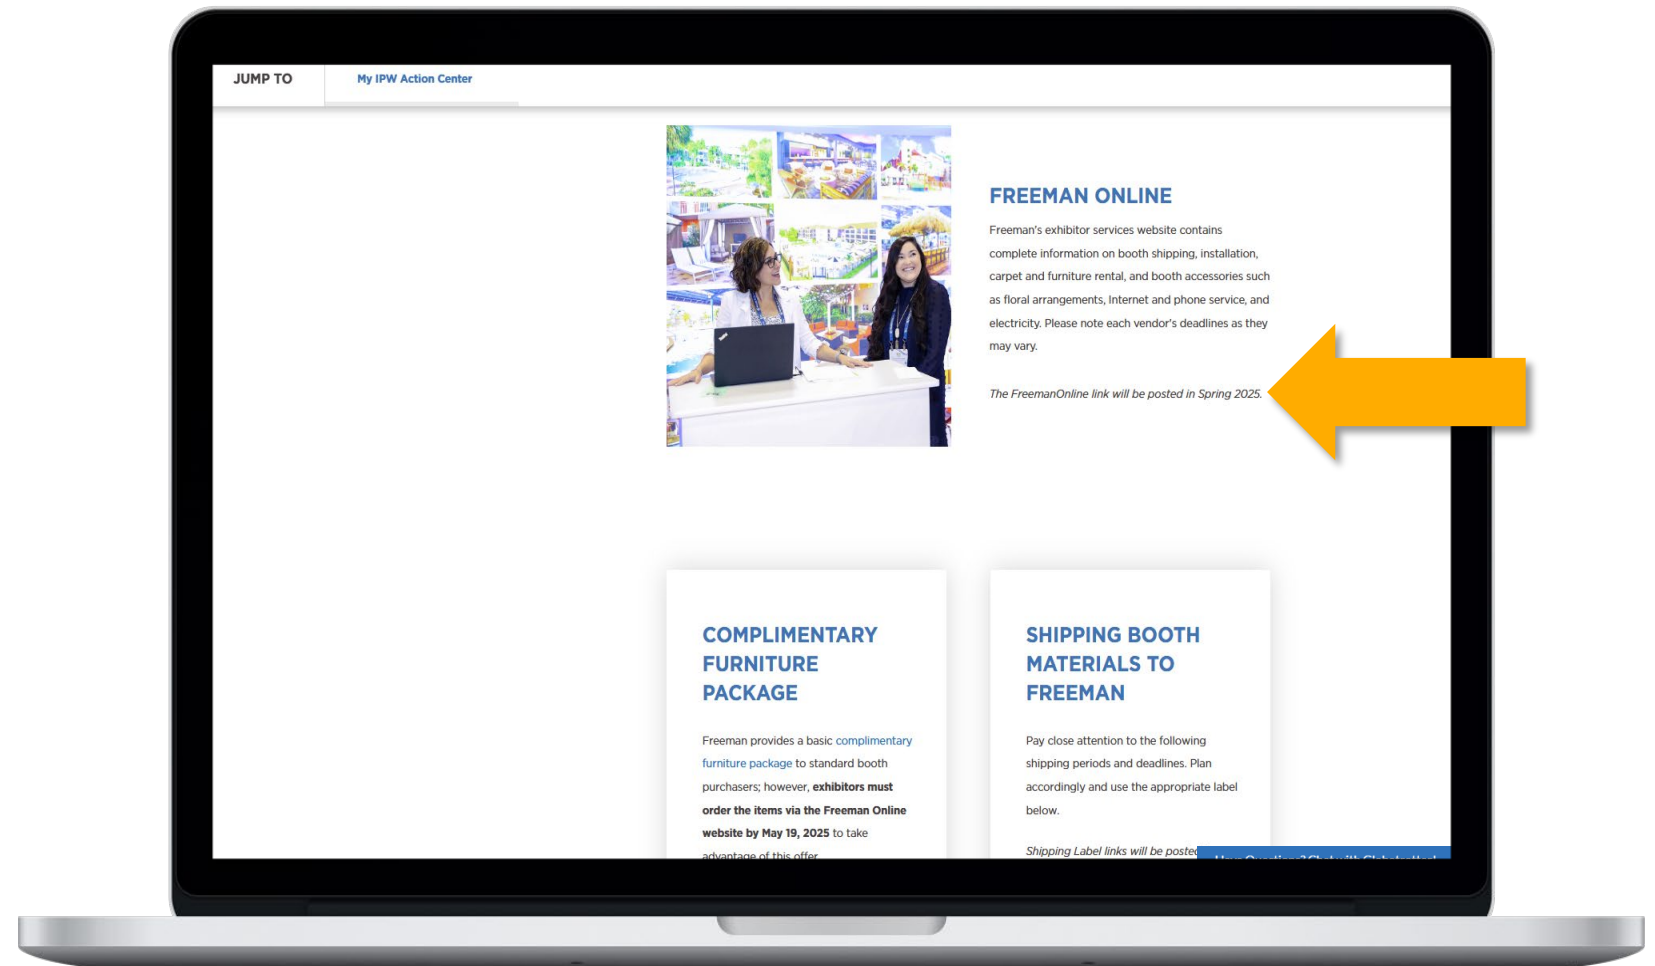 JUMP TO
My IPW Action Center
FREEMAN ONLINE
Freeman's exhibitor services website contains
complete information on booth shipping, installation,
carpet and furniture rental, and booth accessories such
as floral arrangements, Internet and phone service, and
electricity. Please note each vendor's deadlines as they
may vary.
The FreemanOnline link will be posted in Spring 2025.
COMPLIMENTARY
FURNITURE
PACKAGE
Freeman provides a basic complimentary
furniture package to standard booth
purchasers; however, exhibitors must
order the items via the Freeman Online
website by May 19, 2025 to take
advantage of this offer.
SHIPPING BOOTH
MATERIALS TO
FREEMAN
Pay close attention to the following
shipping periods and deadlines. Plan
accordingly and use the appropriate label
below.
Shipping Label links will be posted
Have Questions? Chat with Globetrotter!